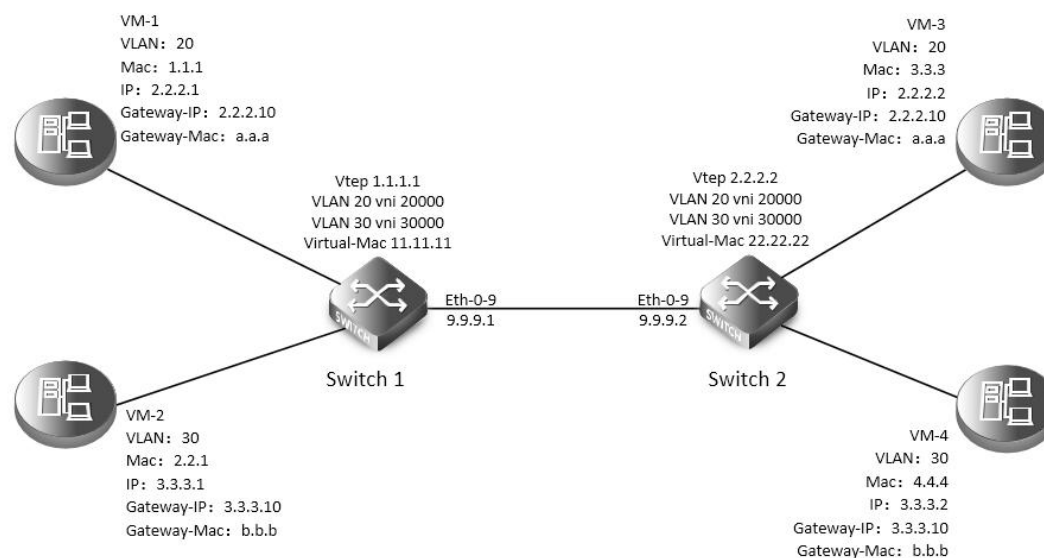 VM-1
VLAN：20
Mac：1.1.1
IP：2.2.2.1
Gateway-IP：2.2.2.10
Gateway-Mac：a.a.a
VM-3
VLAN：20
Mac：3.3.3
IP：2.2.2.2
Gateway-IP：2.2.2.10
Gateway-Mac：a.a.a
Vtep 1.1.1.1
VLAN 20 vni 20000
VLAN 30 vni 30000
Virtual-Mac 11.11.11
Vtep 2.2.2.2
VLAN 20 vni 20000
VLAN 30 vni 30000
Virtual-Mac 22.22.22
SWITCH
Eth-0-9
9.9.9.1
Eth-0-9
9.9.9.2
SWITCH
Switch 1
Switch 2
VM-2
VLAN：30
Mac：2.2.1
IP：3.3.3.1
Gateway-IP：3.3.3.10
Gateway-Mac：b.b.b
VM-4
VLAN：30
Mac：4.4.4
IP：3.3.3.2
Gateway-IP：3.3.3.10
Gateway-Mac：b.b.b